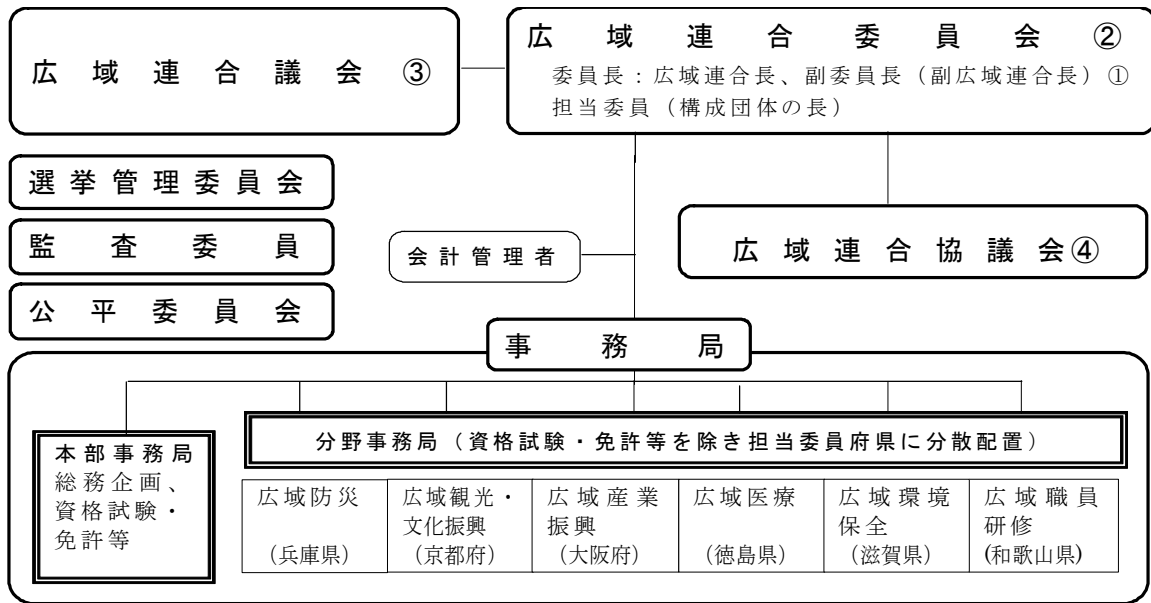 広域連合議会③
広域連合委員会②
委員長：広域連合長、副委員長（副広域連合長）①
担当委員（構成団体の長）
選挙管理委員会
監査委員
公平委員会
会計管理者
広域連合協議会④
事務局
本部事務局
総務企画、
資格試験・
免許等
分野事務局（資格試験・免許等を除き担当委員府県に分散配置）
広域防災
（兵庫県）
広域観光・
文化振興
（京都府）
広域産業
振興
（大阪府）
広域医療
（徳島県）
広域環境
保全
（滋賀県）
広域職員
研修
(和歌山県)